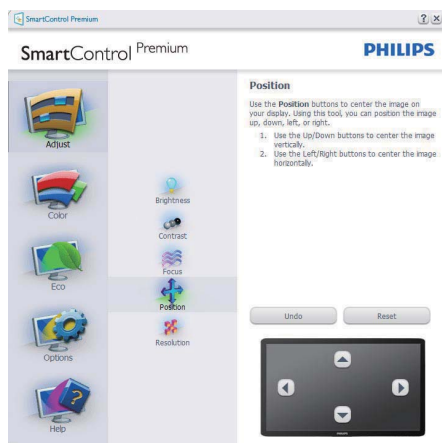 SmartControl Premium
SmartControl Premium
PHILIPS
Adjust
Color
Eco
Options
Help
Brightness
Contrast
Focus
Position
Resolution
Position
Use the Position buttons to center the image on
your display. Using this tool, you can position the image
up, down, left, or right.
1. Use the Up/Down buttons to center the image
vertically.
2. Use the Left/Right buttons to center the image
horizontally.
Undo
Reset
PHILIPS